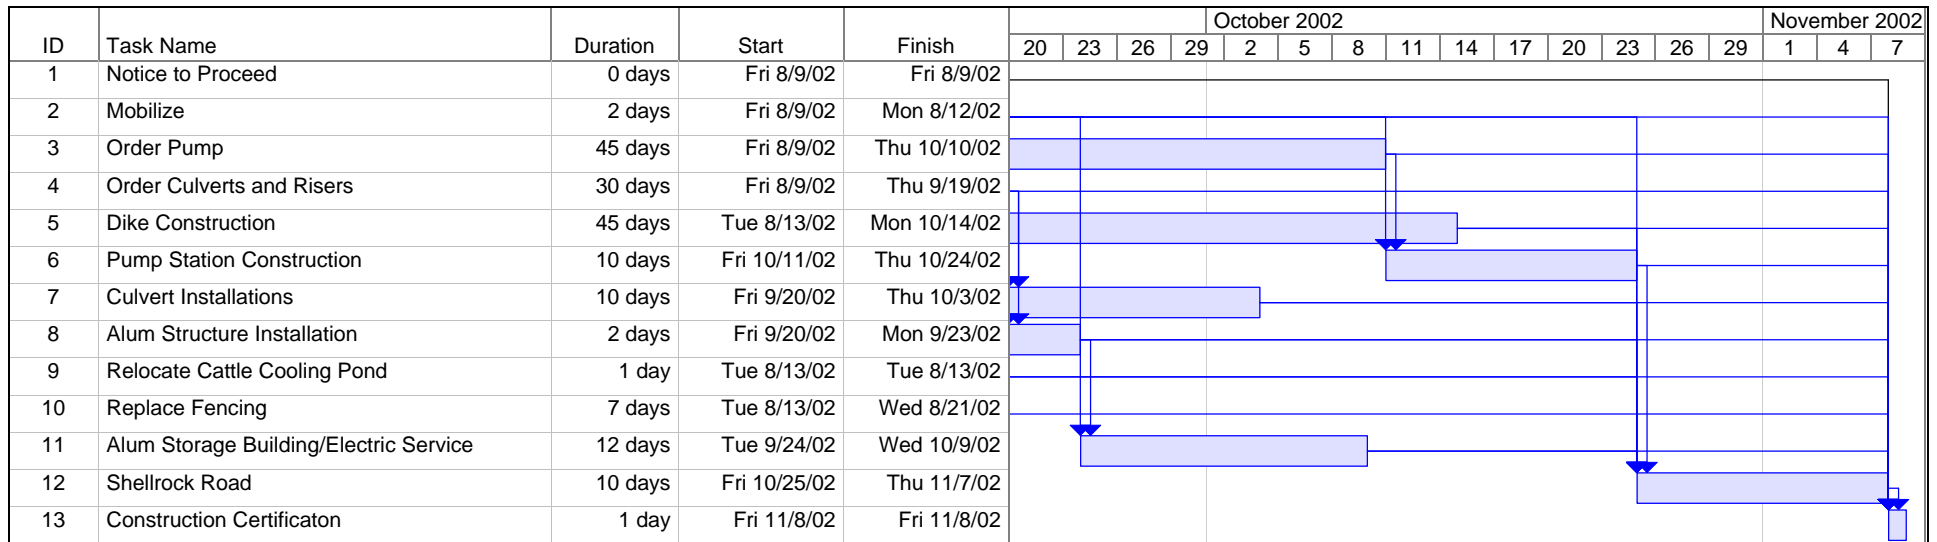 October 2002 November 2002
ID Task Name Duration Start Finish 20 23 26 29 2 5 8 11 14 17 20 23 26 29 1 4 7
1 Notice to Proceed 0 days Fri 8/9/02 Fri 8/9/02
2 Mobilize 2 days Fri 8/9/02 Mon 8/12/02
3 Order Pump 45 days Fri 8/9/02 Thu 10/10/02
4 Order Culverts and Risers 30 days Fri 8/9/02 Thu 9/19/02
5 Dike Construction 45 days Tue 8/13/02 Mon 10/14/02
6 Pump Station Construction 10 days Fri 10/11/02 Thu 10/24/02
7 Culvert Installations 10 days Fri 9/20/02 Thu 10/3/02
8 Alum Structure Installation 2 days Fri 9/20/02 Mon 9/23/02
9 Relocate Cattle Cooling Pond 1 day Tue 8/13/02 Tue 8/13/02
10 Replace Fencing 7 days Tue 8/13/02 Wed 8/21/02
11 Alum Storage Building/Electric Service 12 days Tue 9/24/02 Wed 10/9/02
12 Shellrock Road 10 days Fri 10/25/02 Thu 11/7/02
13 Construction Certificaton 1 day Fri 11/8/02 Fri 11/8/02